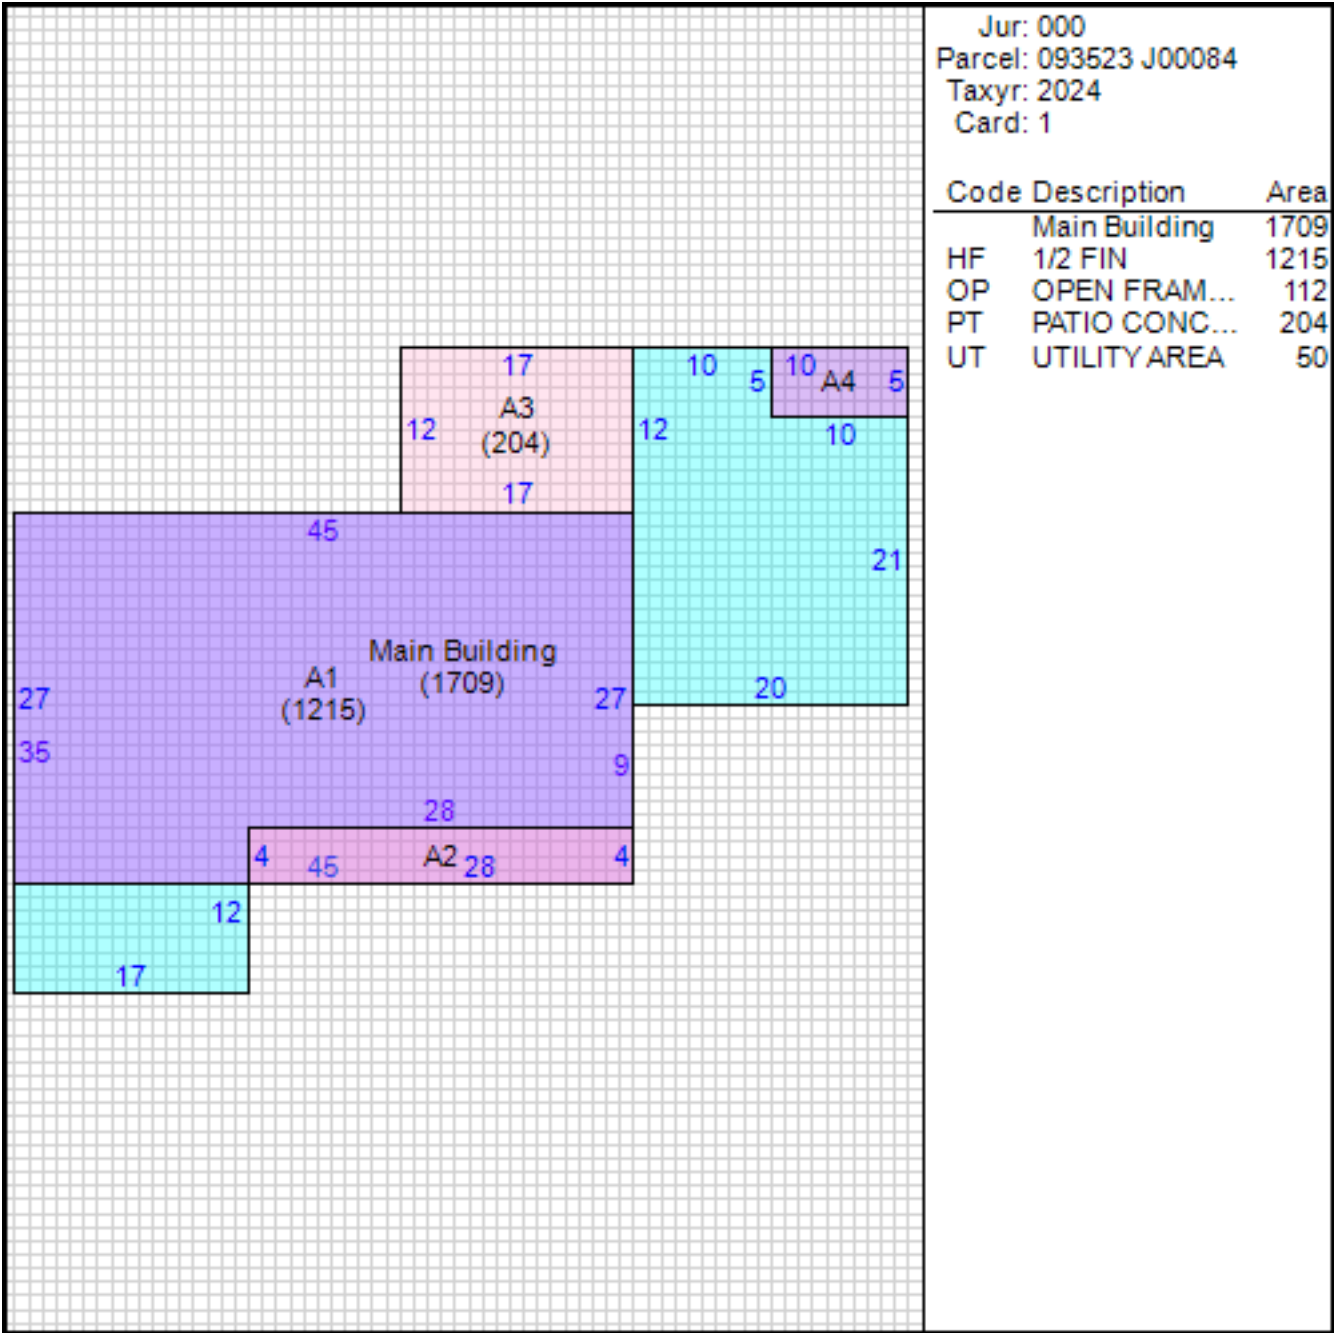 Jur: 000
Parcel: 093523 J00084
Taxyr: 2024
Card: 1
Code Description Area
Main Building 1709
HF 1/2 FIN 1215
OP OPEN FRAM... 112
PT PATIO CONC... 204
UT UTILITY AREA 50
17 10 10
5 A4 5
A3
12 (204) 12 10
17
45
21
Main Building
A1 (1709)
(1215)
27 27 20
35 9
28
4 45 A2 28 4
12
17